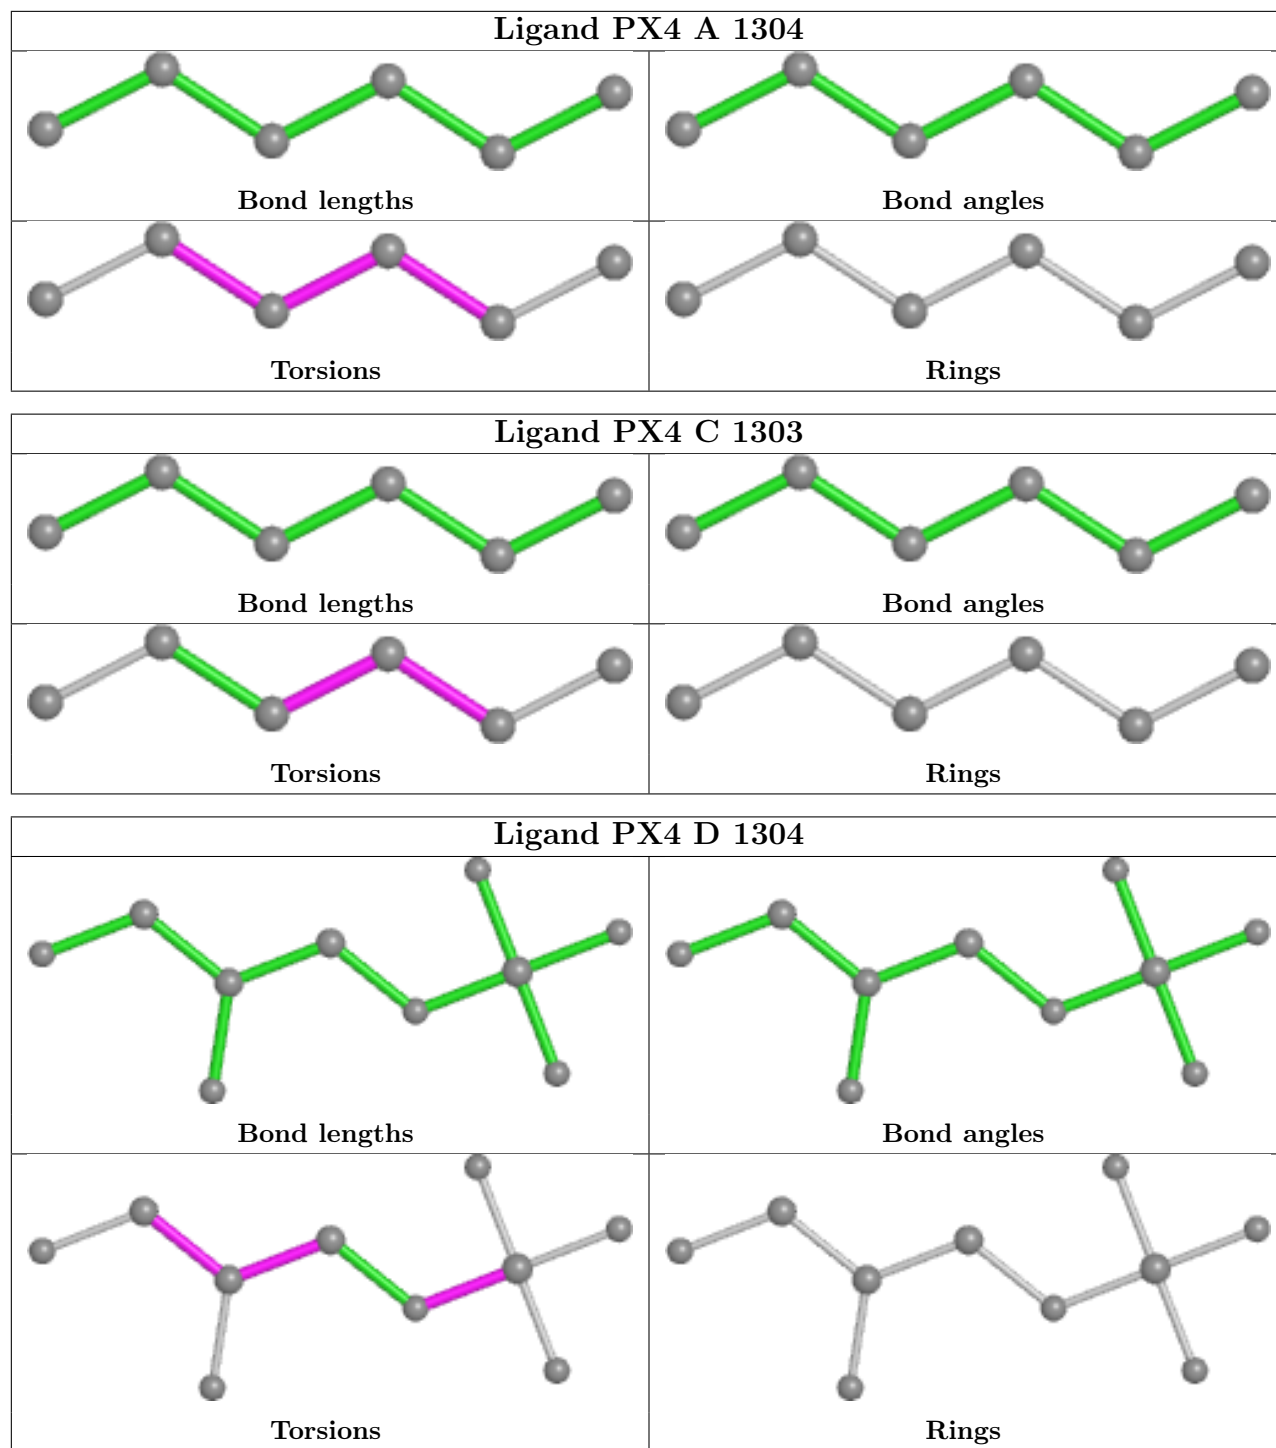 Ligand PX4 A 1304
Bond lengths
Bond angles
Torsions
Rings
Ligand PX4 C 1303
Bond lengths
Bond angles
Torsions
Rings
Ligand PX4 D 1304
Bond lengths
Bond angles
Torsions
Rings